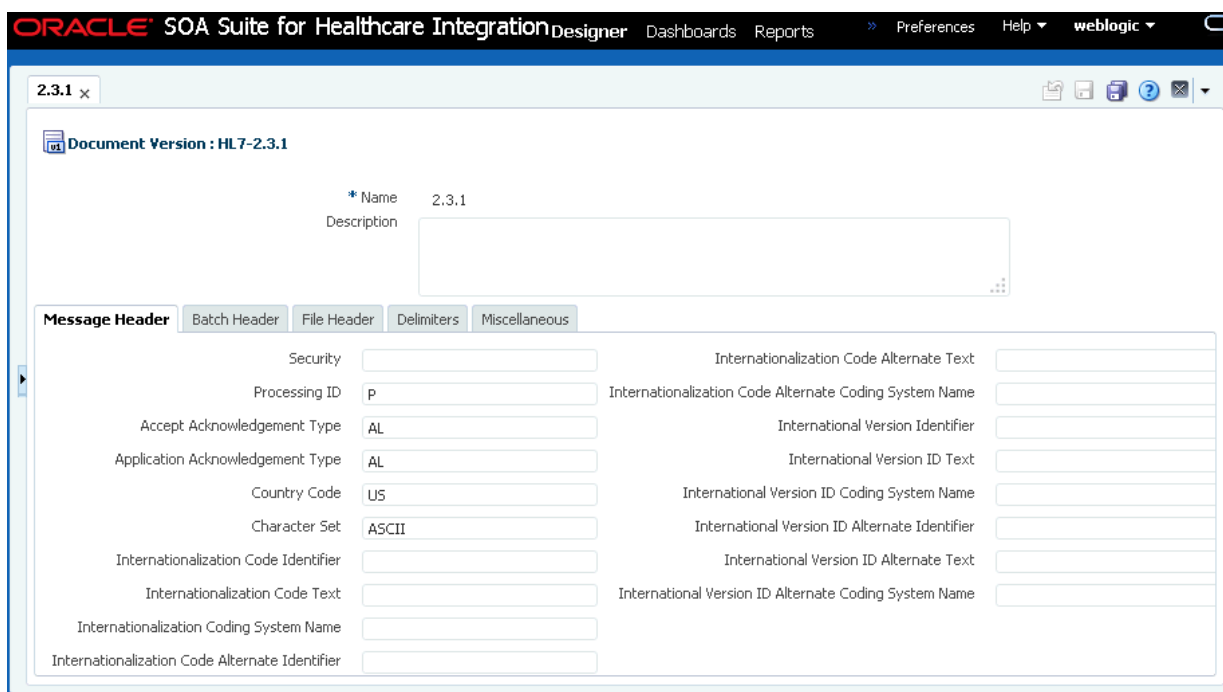 ORACLE SOA Suite for Healthcare Integration Designer Dashboards Reports » Preferences Help weblogic
2.3.1 x
Document Version : HL7-2.3.1
* Name 2.3.1
Description
Message Header Batch Header File Header Delimiters Miscellaneous
Security Internationalization Code Alternate Text
Processing ID P Internationalization Code Alternate Coding System Name
Accept Acknowledgement Type AL International Version Identifier
Application Acknowledgement Type AL International Version ID Text
Country Code US International Version ID Coding System Name
Character Set ASCII International Version ID Alternate Identifier
Internationalization Code Identifier International Version ID Alternate Text
Internationalization Code Text International Version ID Alternate Coding System Name
Internationalization Coding System Name
Internationalization Code Alternate Identifier